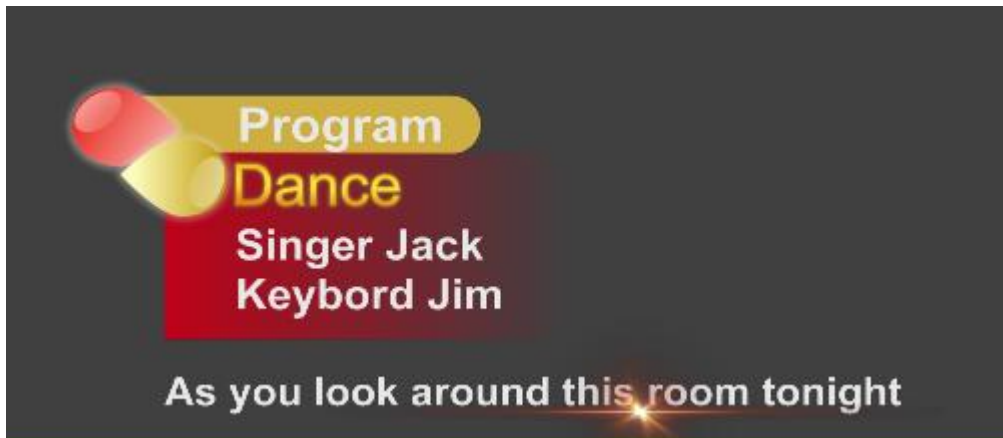 Program
Dance
Singer Jack
Keybord Jim
As you look around this room tonight